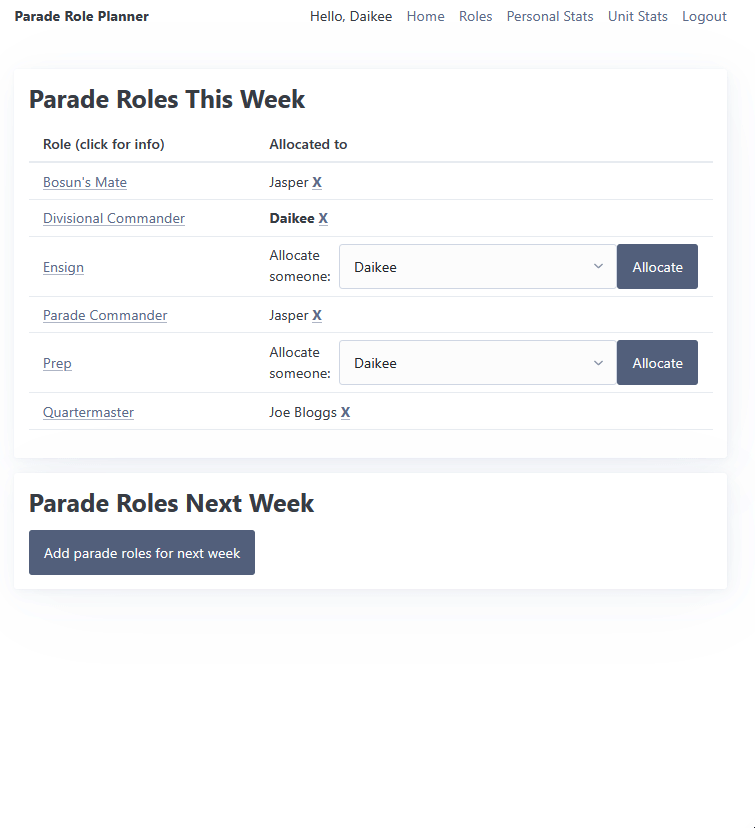 Parade Role Planner
Hello, Daikee Home Roles Personal Stats Unit Stats Logout
Parade Roles This Week
Role (click for info) Allocated to
Bosun's Mate Jasper X
Divisional Commander Daikee X
Ensign Allocate someone: Daikee Allocate
Parade Commander Jasper X
Prep Allocate someone: Daikee Allocate
Quartermaster Joe Bloggs X
Parade Roles Next Week
Add parade roles for next week